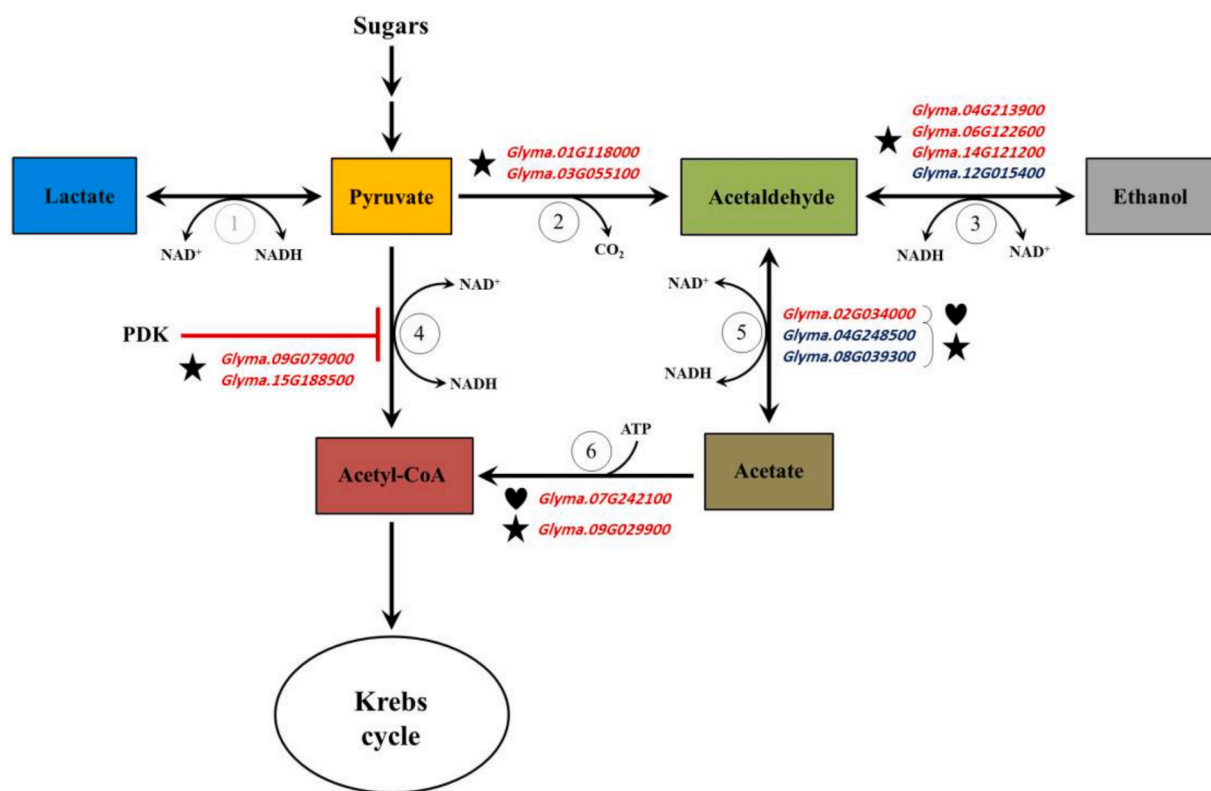 Sugars
Glyma.04G213900
Glyma.06G122600
Glyma.14G121200
Glyma.12G015400
Glyma.01G118000
Glyma.03G055100
Lactate
Pyruvate
Acetaldehyde
Ethanol
1
2
3
NAD⁺
NADH
CO₂
NADH
NAD⁺
NAD⁺
NAD⁺
PDK
4
5
Glyma.02G034000
Glyma.04G248500
Glyma.08G039300
Glyma.09G079000
Glyma.15G188500
NADH
NADH
ATP
6
Acetyl-CoA
Acetate
Glyma.07G242100
Glyma.09G029900
Krebs
cycle